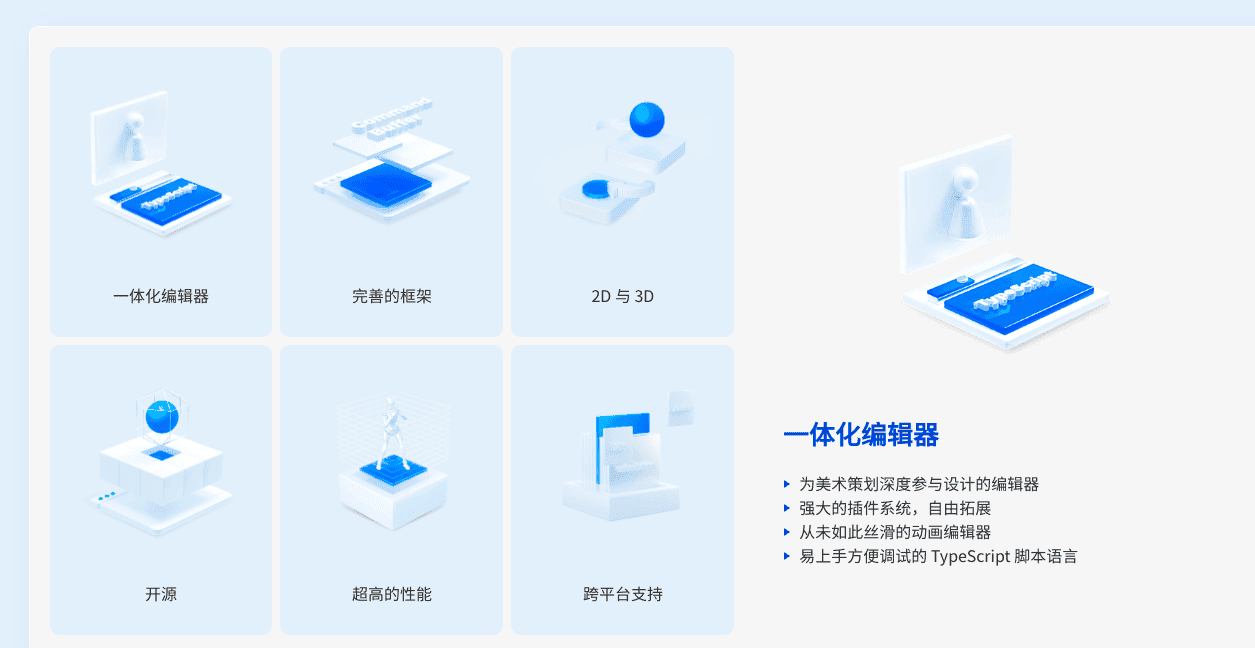 Command
Buffer
一体化编辑器
完善的框架
2D 与 3D
开源
超高的性能
跨平台支持
TypeScript
一体化编辑器
为美术策划深度参与设计的编辑器
强大的插件系统，自由拓展
从未如此丝滑的动画编辑器
易上手方便调试的 TypeScript 脚本语言